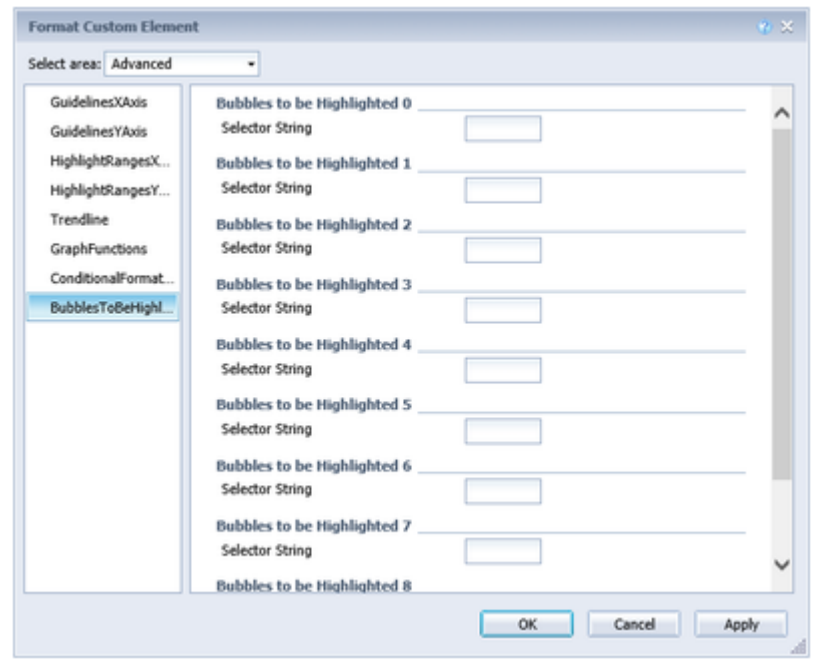 Format Custom Element
Select area: Advanced
GuidelinesXAxis
GuidelinesYAxis
HighlightRangesX...
HighlightRangesY...
Trendline
GraphFunctions
ConditionalFormat...
BubblesToBeHighl...
Bubbles to be Highlighted 0
Selector String
Bubbles to be Highlighted 1
Selector String
Bubbles to be Highlighted 2
Selector String
Bubbles to be Highlighted 3
Selector String
Bubbles to be Highlighted 4
Selector String
Bubbles to be Highlighted 5
Selector String
Bubbles to be Highlighted 6
Selector String
Bubbles to be Highlighted 7
Selector String
Bubbles to be Highlighted 8
OK Cancel Apply